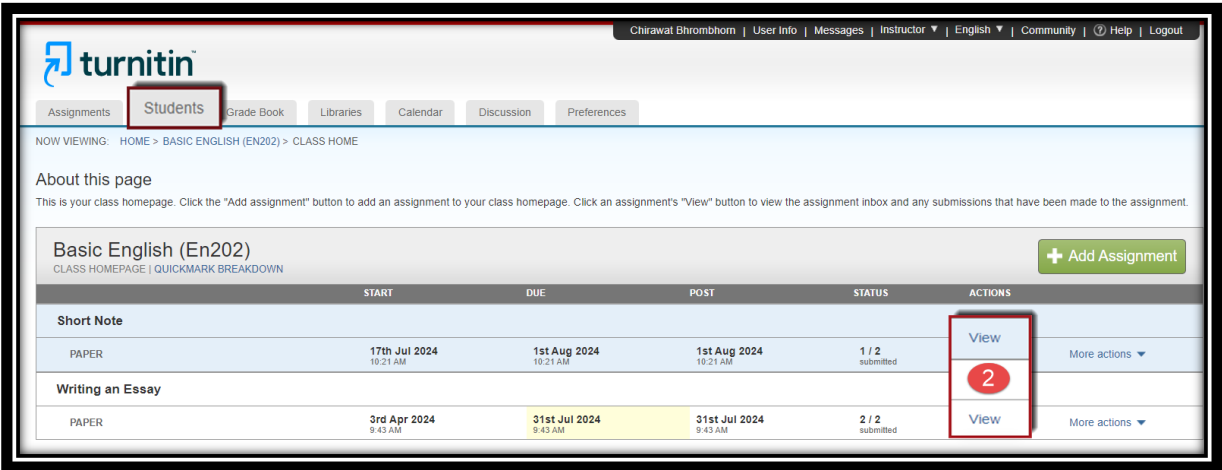 Chirawat Bhrombhorn | User Info | Messages | Instructor ▼ | English ▼ | Community | ? Help | Logout
turnitin™
Assignments Students Grade Book Libraries Calendar Discussion Preferences
NOW VIEWING: HOME > BASIC ENGLISH (EN202) > CLASS HOME
About this page
This is your class homepage. Click the "Add assignment" button to add an assignment to your class homepage. Click an assignment's "View" button to view the assignment inbox and any submissions that have been made to the assignment.
Basic English (En202)
+ Add Assignment
CLASS HOMEPAGE | QUICKMARK BREAKDOWN
START DUE POST STATUS ACTIONS
Short Note
PAPER 17th Jul 2024 1st Aug 2024 1st Aug 2024 1 / 2 View More actions ▼
10:21 AM 10:21 AM 10:21 AM submitted
2
Writing an Essay
PAPER 3rd Apr 2024 31st Jul 2024 31st Jul 2024 2 / 2 View More actions ▼
9:43 AM 9:43 AM 9:43 AM submitted